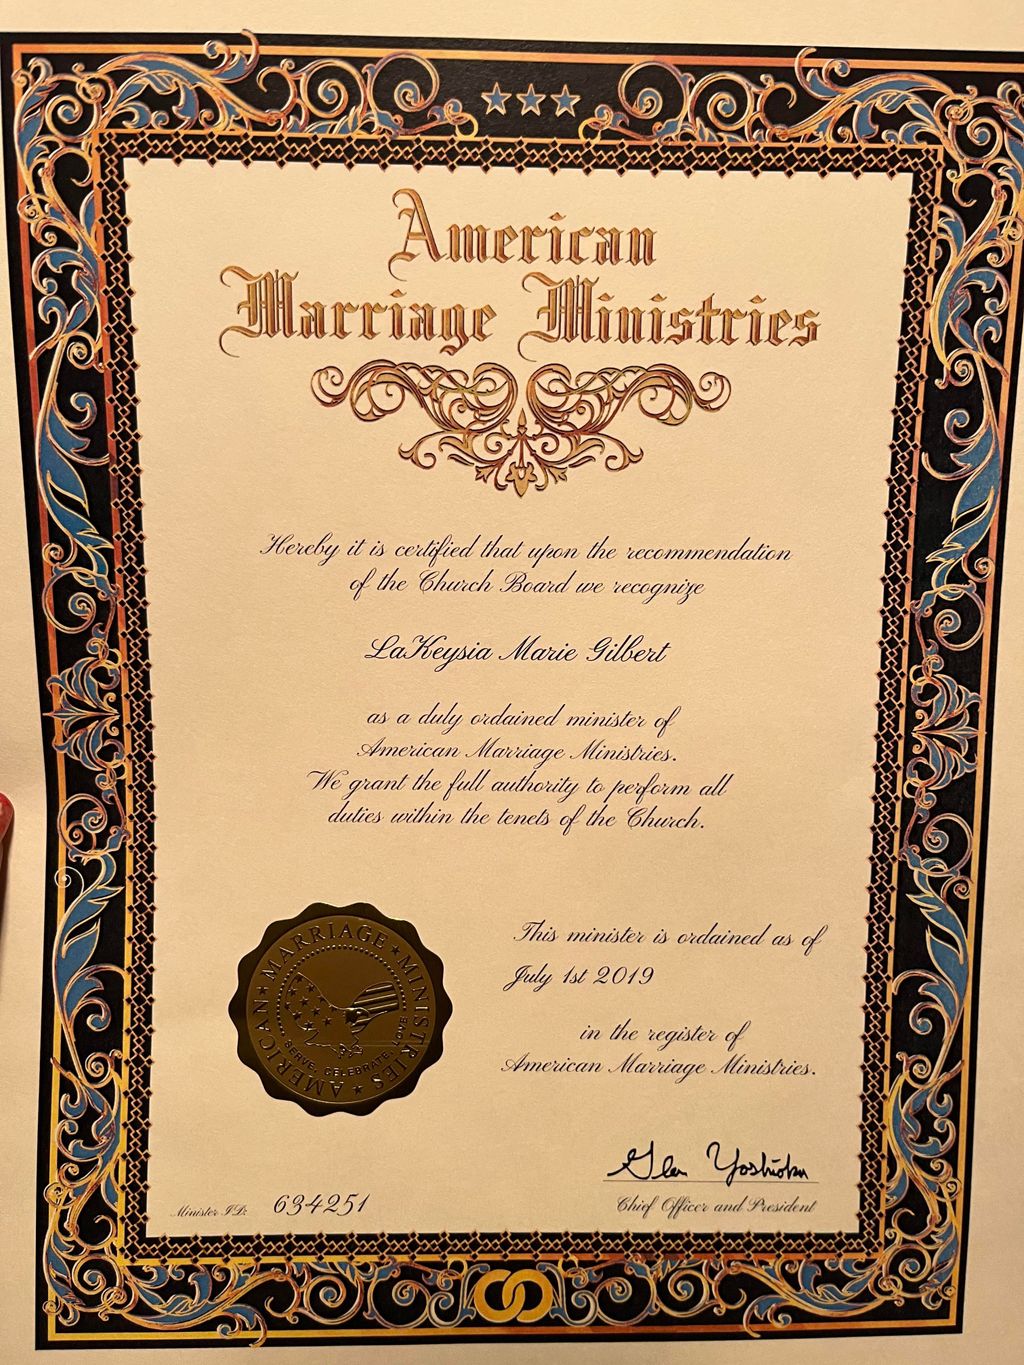 American
Marriage Ministries
Hereby it is certified that upon the recommendation
of the Church Board we recognize
LaKeysia Marie Gilbert
as a duly ordained minister of
American Marriage Ministries.
We grant the full authority to perform all
duties within the tenets of the Church.
AMERICAN ★ MARRIAGE ★ MINISTRIES ★
SERVE. CELEBRATE. LOVE
This minister is ordained as of
July 1st 2019
in the register of
American Marriage Ministries.
Glen Yoshioka
Chief Officer and President
Minister ID: 634251